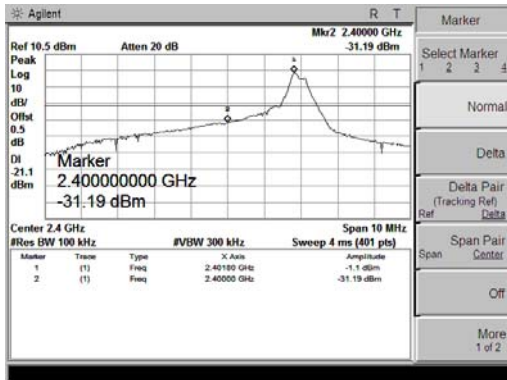 Agilent R T
Mkr2 2.40000 GHz
Ref 10.5 dBm Atten 20 dB -31.19 dBm
Peak
Log
10
dB/
Offst
0.5
dB
DI
-21.1
dBm
1
2
Marker
2.400000000 GHz
-31.19 dBm
Center 2.4 GHz Span 10 MHz
#Res BW 100 kHz #VBW 300 kHz Sweep 4 ms (401 pts)
Marker Trace Type X Axis Amplitude
1 (1) Freq 2.40180 GHz -1.1 dBm
2 (1) Freq 2.40000 GHz -31.19 dBm
Marker
Select Marker
1 2 3 4
Normal
Delta
Delta Pair
(Tracking Ref)
Ref Delta
Span Pair
Span Center
Off
More
1 of 2